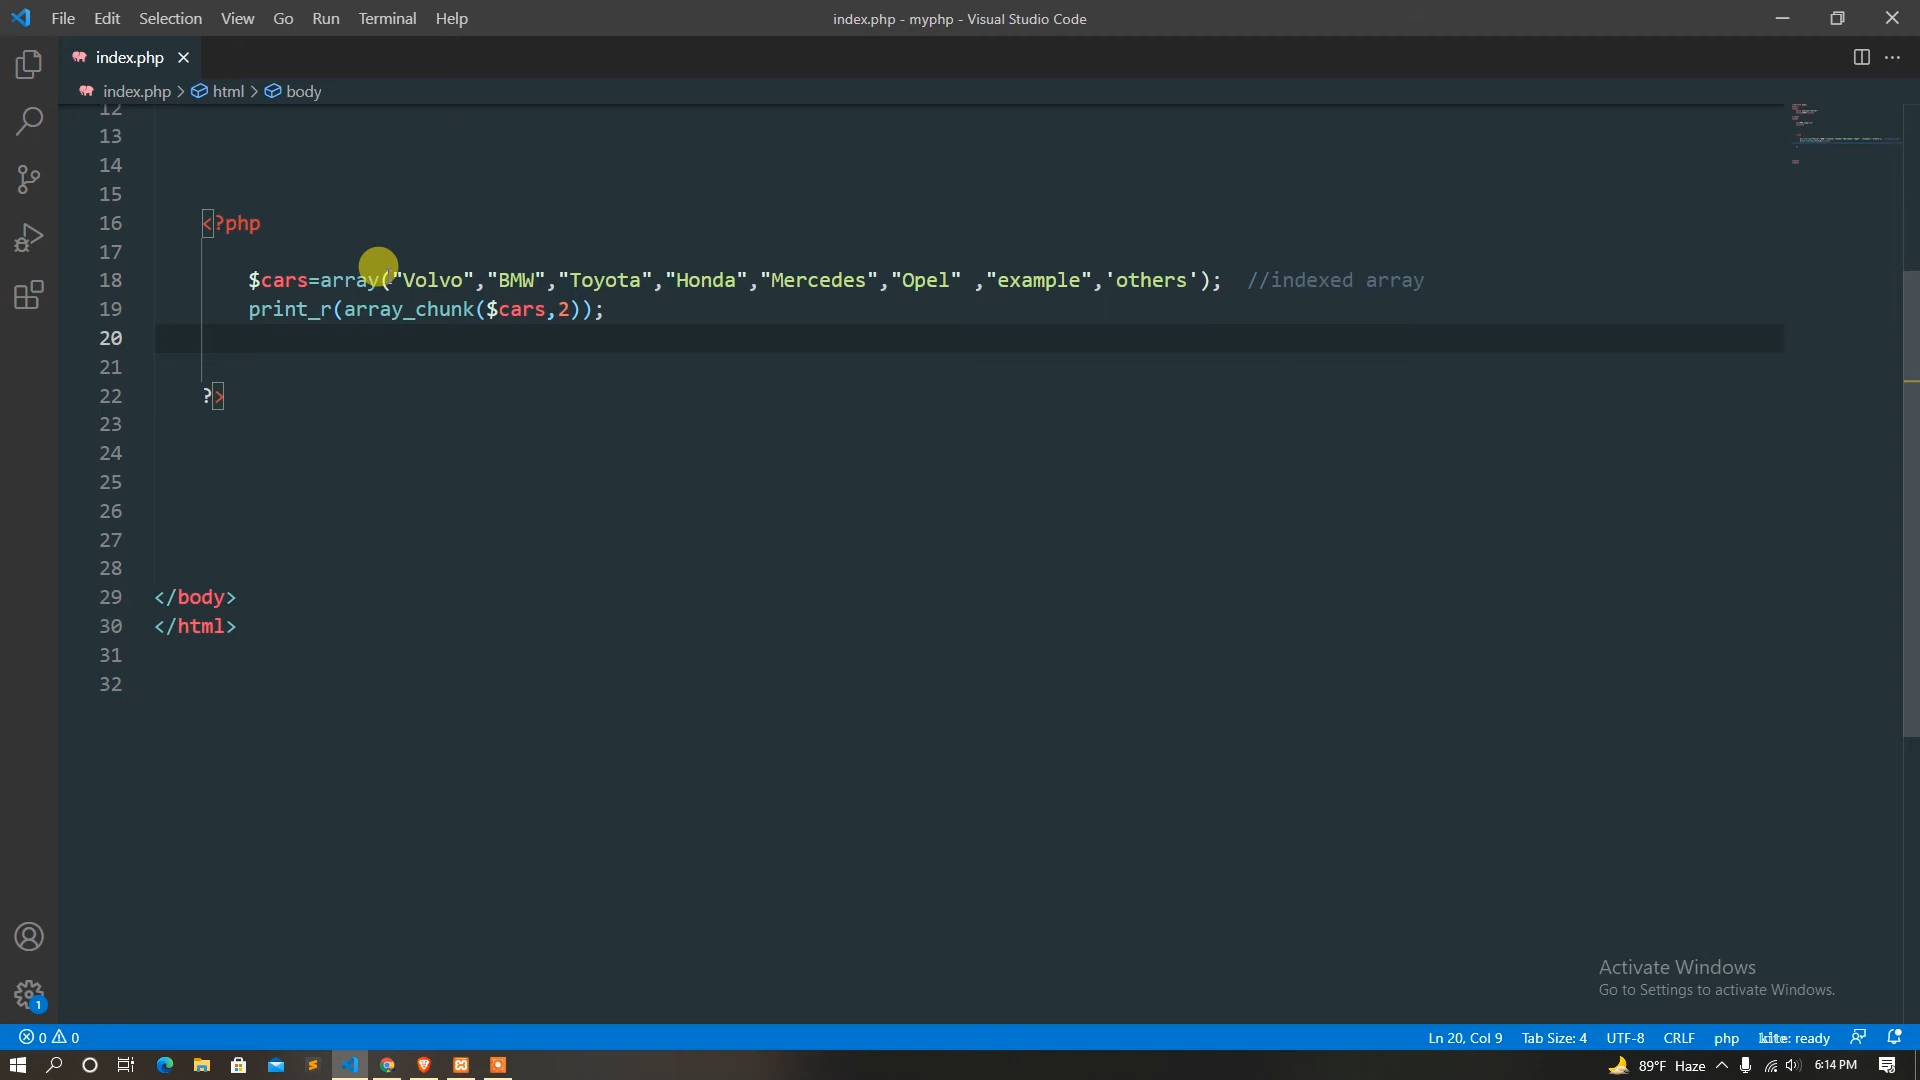 File Edit Selection View Go Run Terminal Help
index.php - myphp - Visual Studio Code
index.php
index.php > html > body
12
13
14
15
16 <?php
17
18 $cars=array("Volvo","BMW","Toyota","Honda","Mercedes","Opel" ,"example",'others'); //indexed array
19 print_r(array_chunk($cars,2));
20
21
22 ?>
23
24
25
26
27
28
29 </body>
30 </html>
31
32
Activate Windows
Go to Settings to activate Windows.
1
0 0
Ln 20, Col 9 Tab Size: 4 UTF-8 CRLF php kite: ready
89°F Haze 6:14 PM